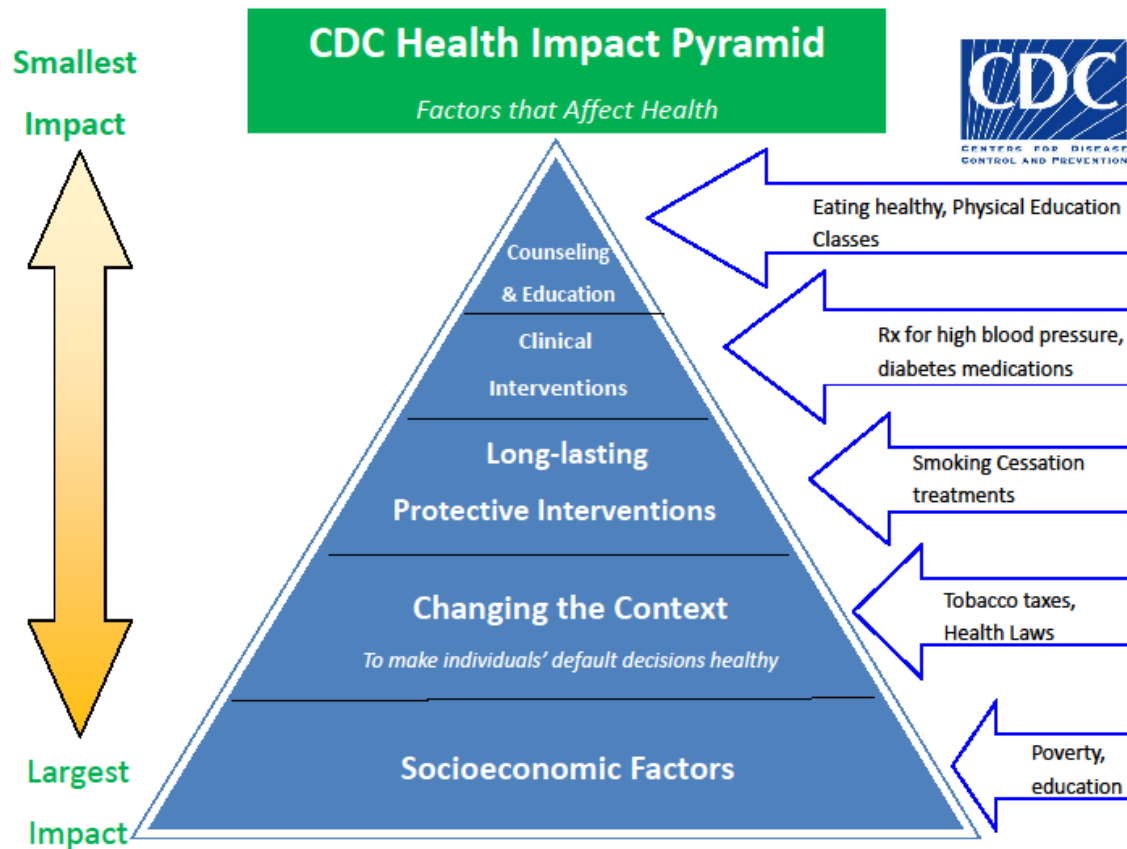 CDC Health Impact Pyramid
Factors that Affect Health
Smallest
Impact
CDC
CENTERS FOR DISEASE
CONTROL AND PREVENTION
Counseling
& Education
Eating healthy, Physical Education
Classes
Clinical
Interventions
Rx for high blood pressure,
diabetes medications
Long-lasting
Protective Interventions
Smoking Cessation
treatments
Changing the Context
To make individuals’ default decisions healthy
Tobacco taxes,
Health Laws
Socioeconomic Factors
Poverty,
education
Largest
Impact